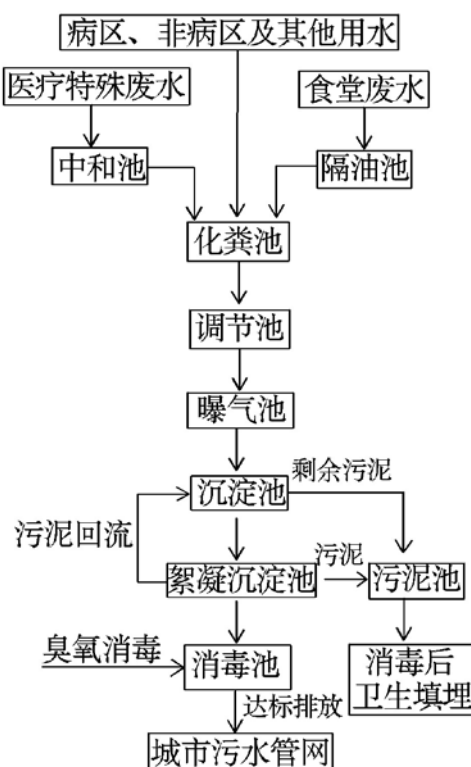 病区、非病区及其他用水
医疗特殊废水
食堂废水
中和池
隔油池
化粪池
调节池
曝气池
沉淀池
剩余污泥
污泥回流
絮凝沉淀池
污泥
污泥池
臭氧消毒
消毒池
消毒后
卫生填埋
达标排放
城市污水管网